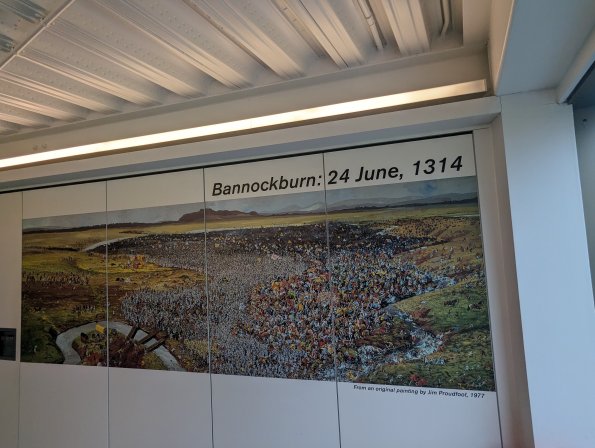 Bannockburn: 24 June, 1314
From an original painting by Jim Proudfoot, 1977